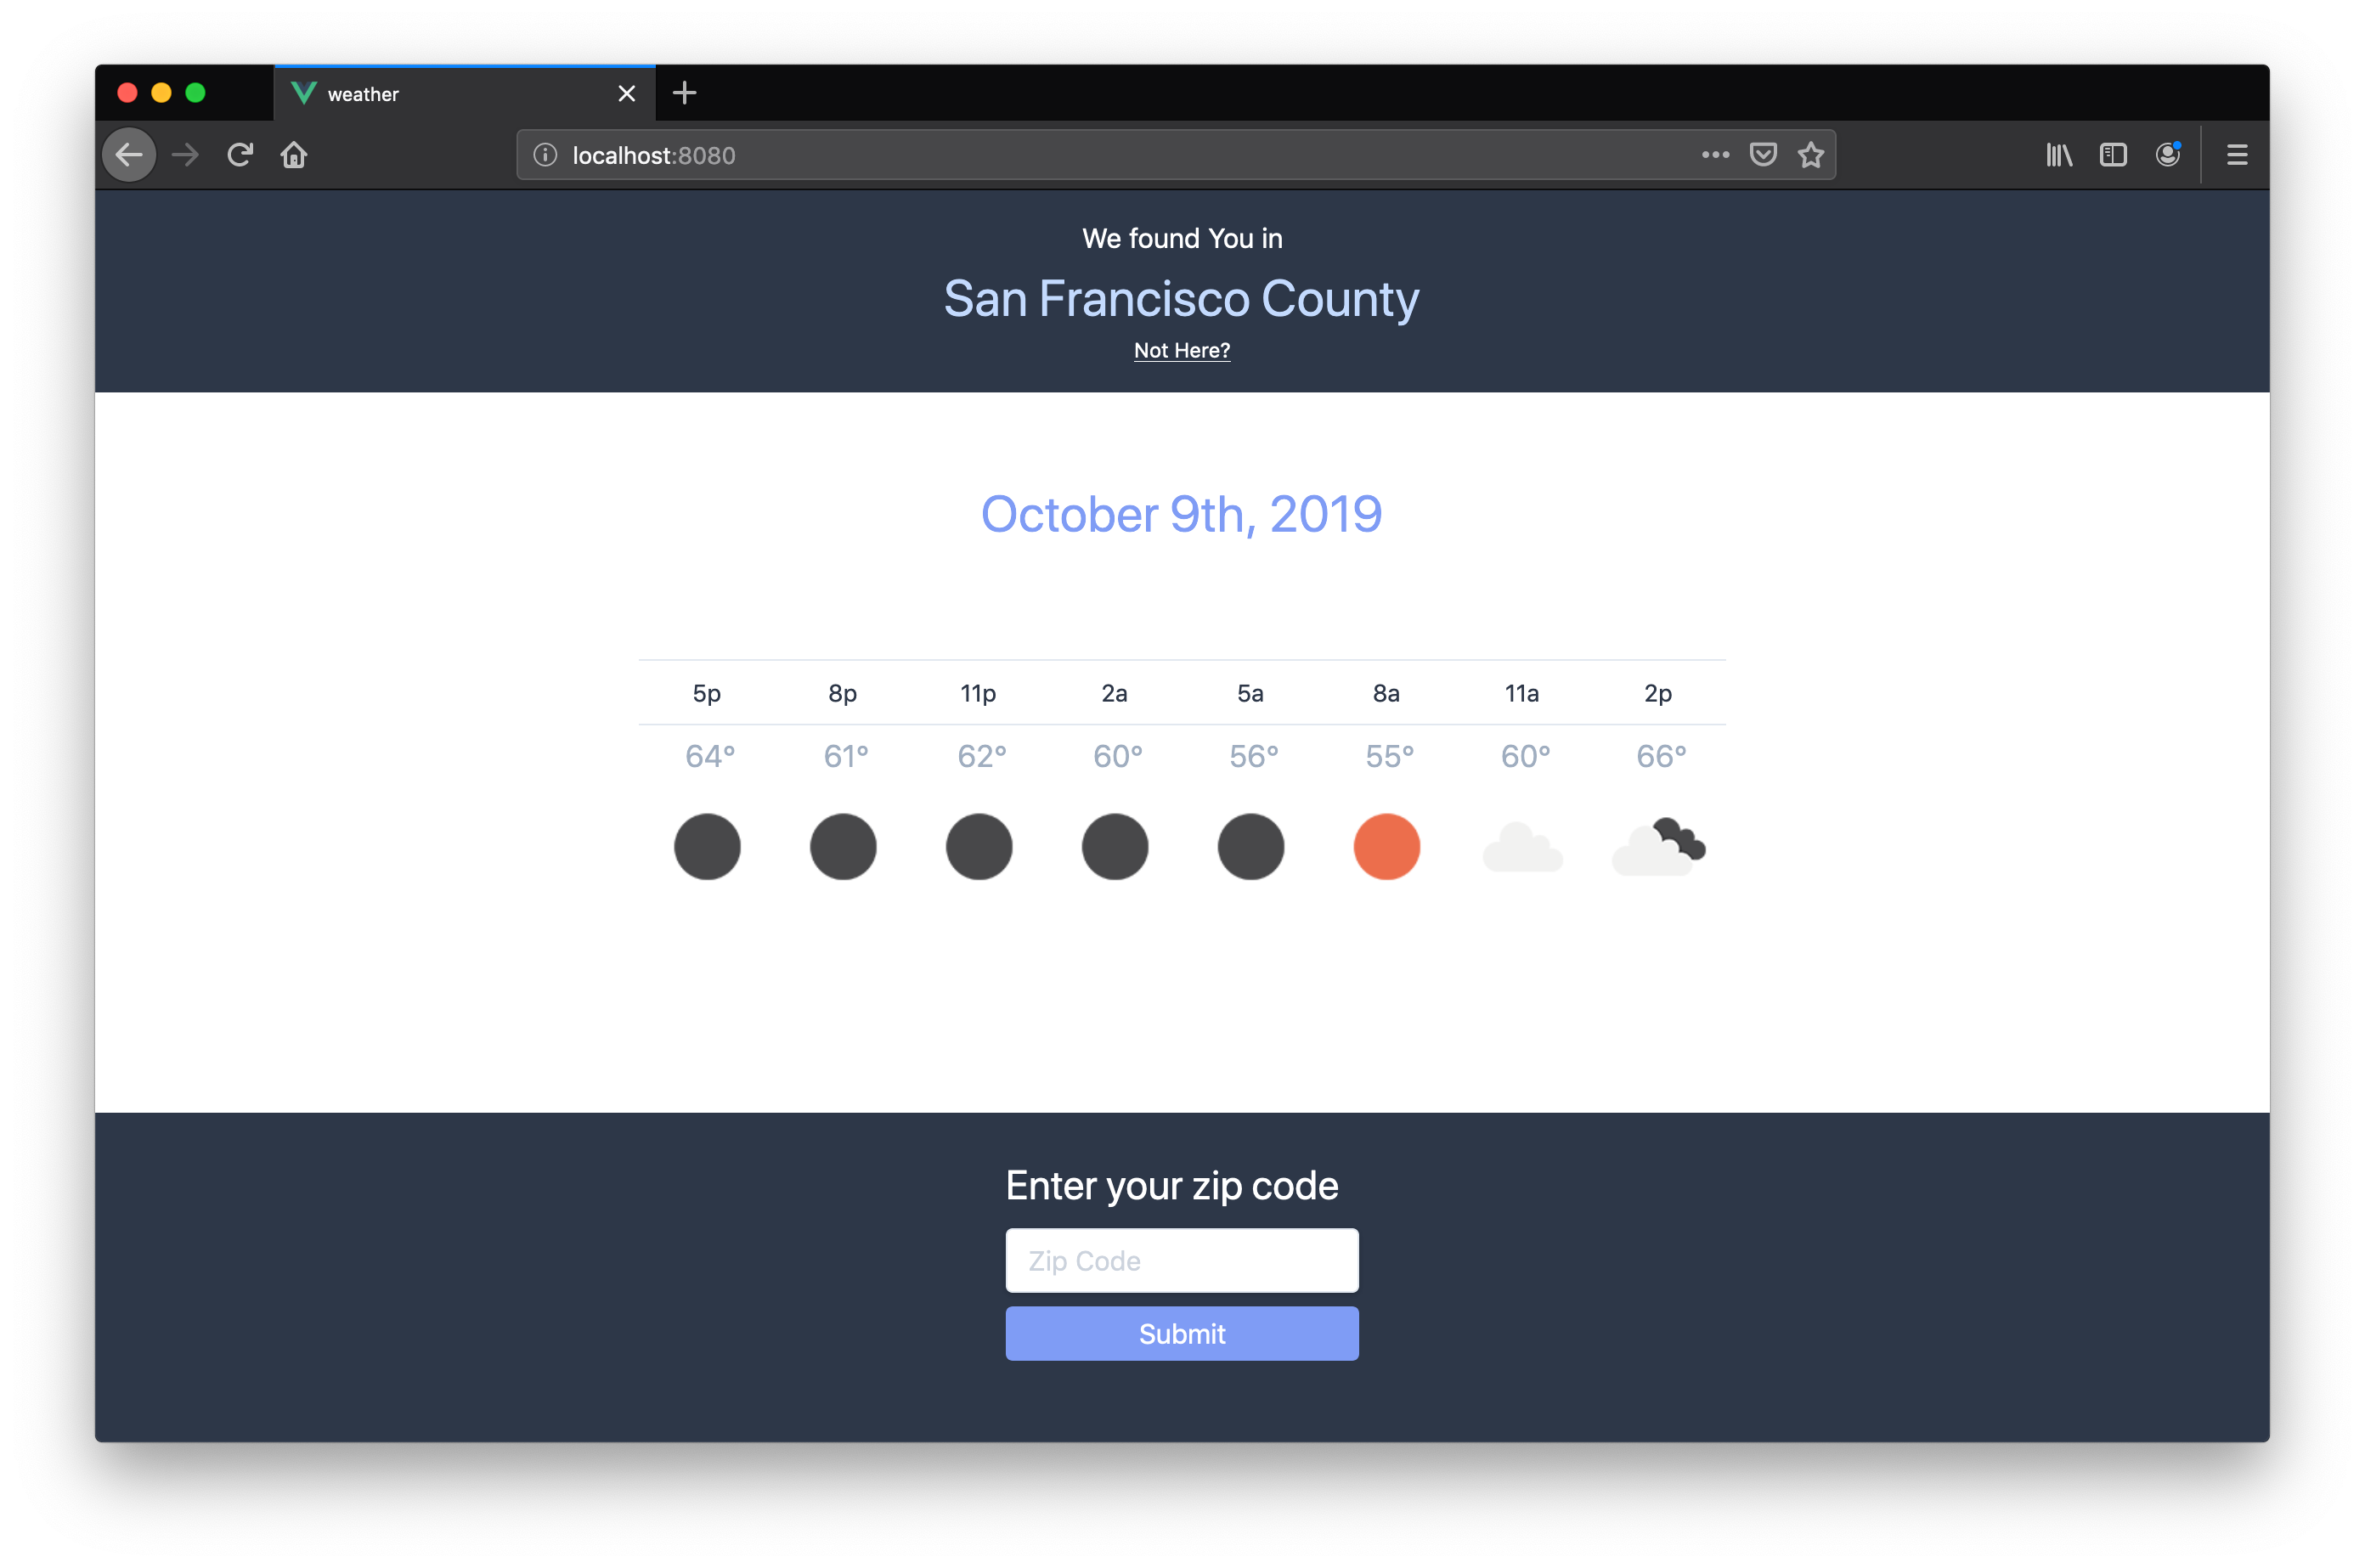 weather
localhost:8080
We found You in
San Francisco County
Not Here?
October 9th, 2019
5p 8p 11p 2a 5a 8a 11a 2p
64° 61° 62° 60° 56° 55° 60° 66°
Enter your zip code
Zip Code
Submit